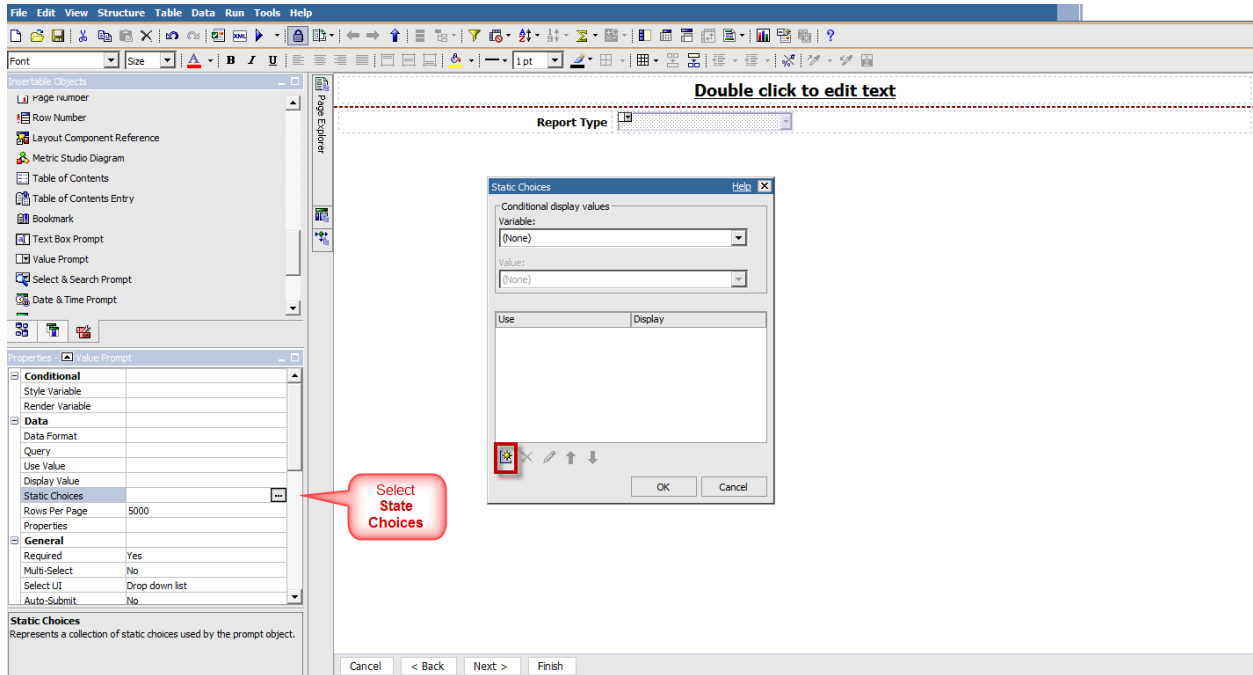 File Edit View Structure Table Data Run Tools Help
Font Size 1 pt
Insertable Objects
Page Number
Row Number
Layout Component Reference
Metric Studio Diagram
Table of Contents
Table of Contents Entry
Bookmark
Text Box Prompt
Value Prompt
Select & Search Prompt
Date & Time Prompt
Page Explorer
Double click to edit text
Report Type
Static Choices Help
Conditional display values
Variable:
(None)
Value:
(None)
Use Display
OK Cancel
Properties - Value Prompt
Conditional
Style Variable
Render Variable
Data
Data Format
Query
Use Value
Display Value
Static Choices
Rows Per Page 5000
Properties
General
Required Yes
Multi-Select No
Select UI Drop down list
Auto-Submit No
Select
State
Choices
Static Choices
Represents a collection of static choices used by the prompt object.
Cancel < Back Next > Finish